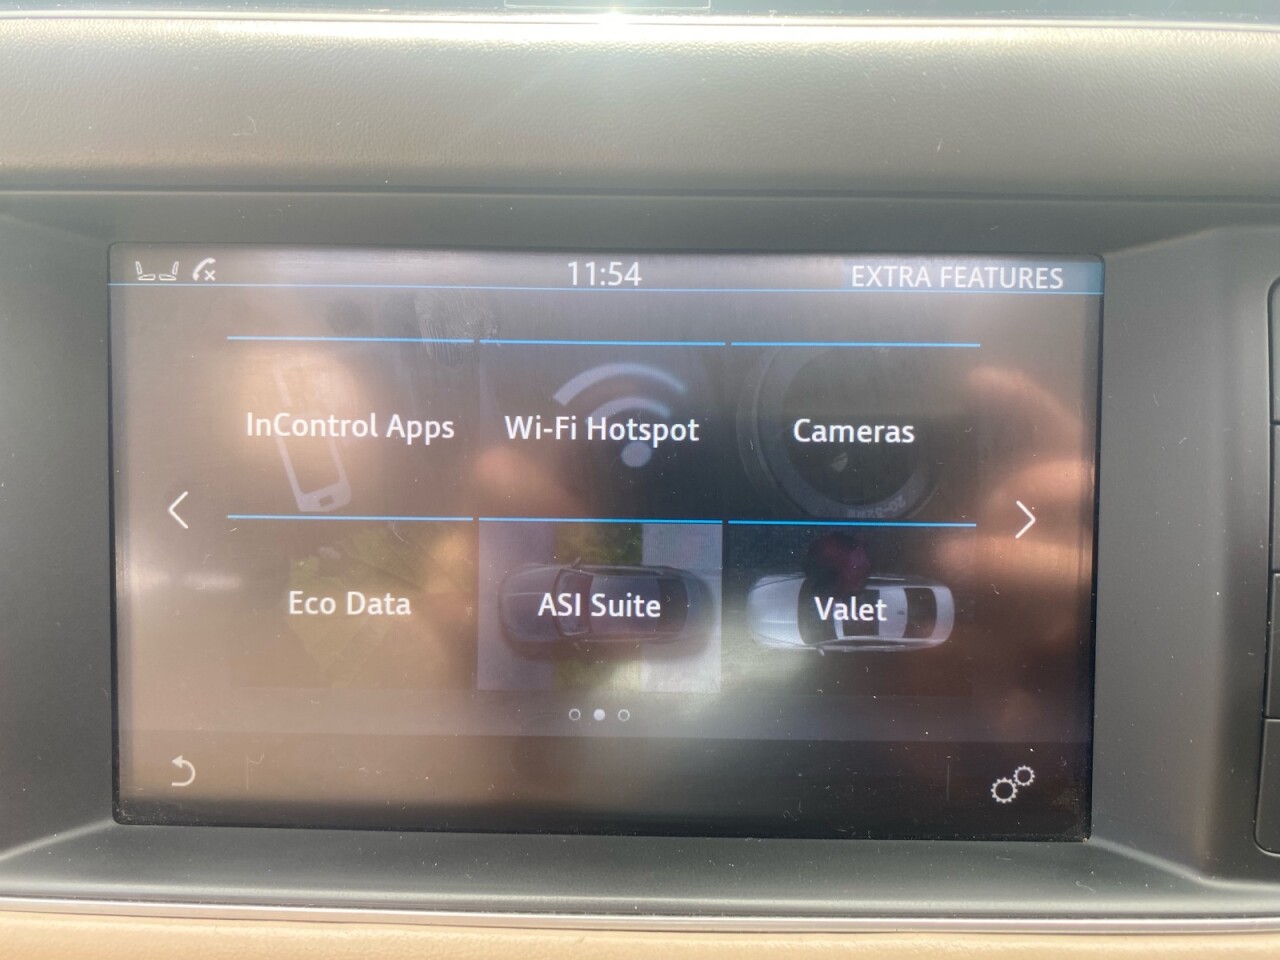 11:54
EXTRA FEATURES
InControl Apps
Wi-Fi Hotspot
Cameras
Eco Data
ASI Suite
Valet